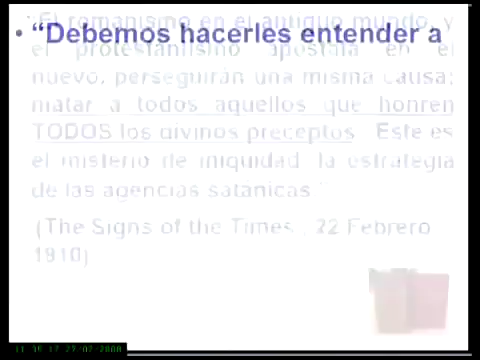 “El romanismo en el antiguo mundo, y
• “Debemos hacerles entender a
el protestantismo apóstata en el
nuevo, perseguirán una misma causa:
matar a todos aquellos que honren
TODOS los divinos preceptos. Este es
el misterio de iniquidad, la estrategia
de las agencias satánicas.”
(The Signs of the Times, 22 Febrero
1910)